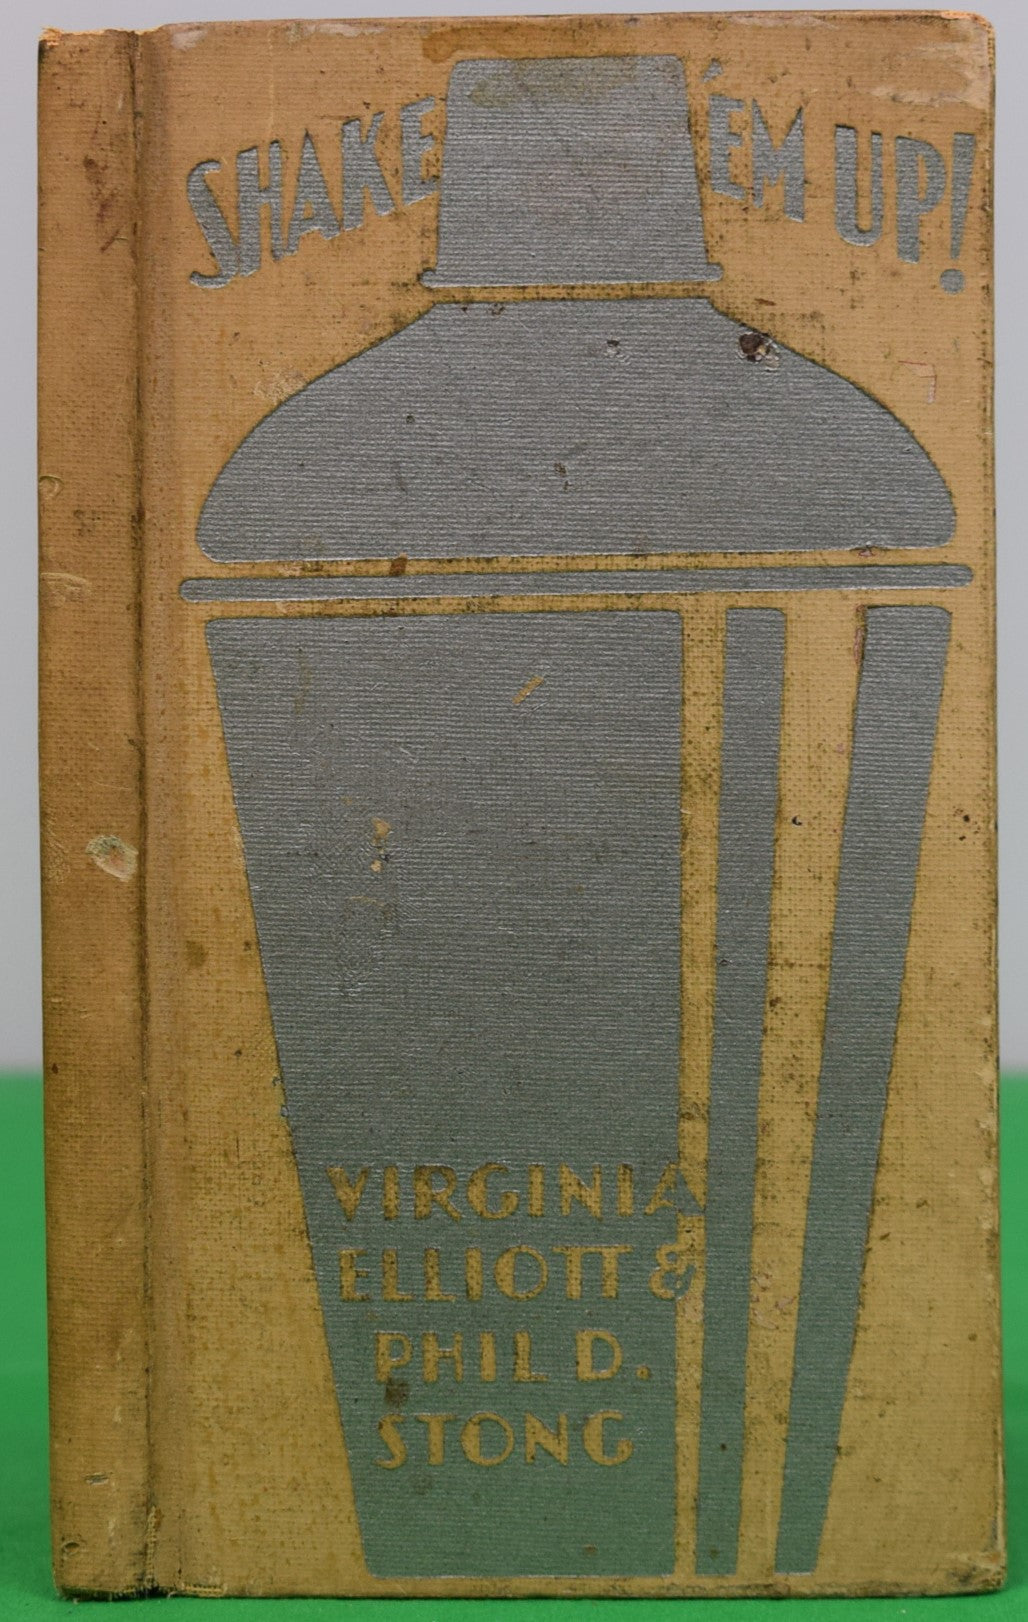 SHAKE 'EM UP!
VIRGINIA
ELLIOTT &
PHIL D.
STONG